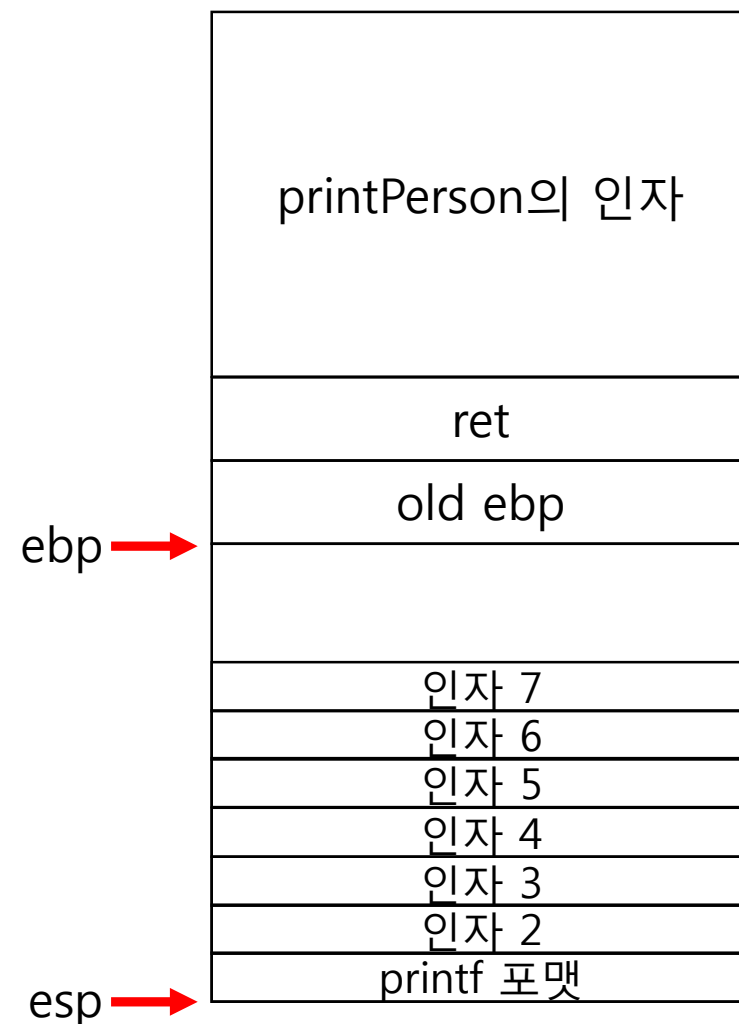 printPerson의 인자
ret
old ebp
ebp
인자 7
인자 6
인자 5
인자 4
인자 3
인자 2
printf 포맷
esp